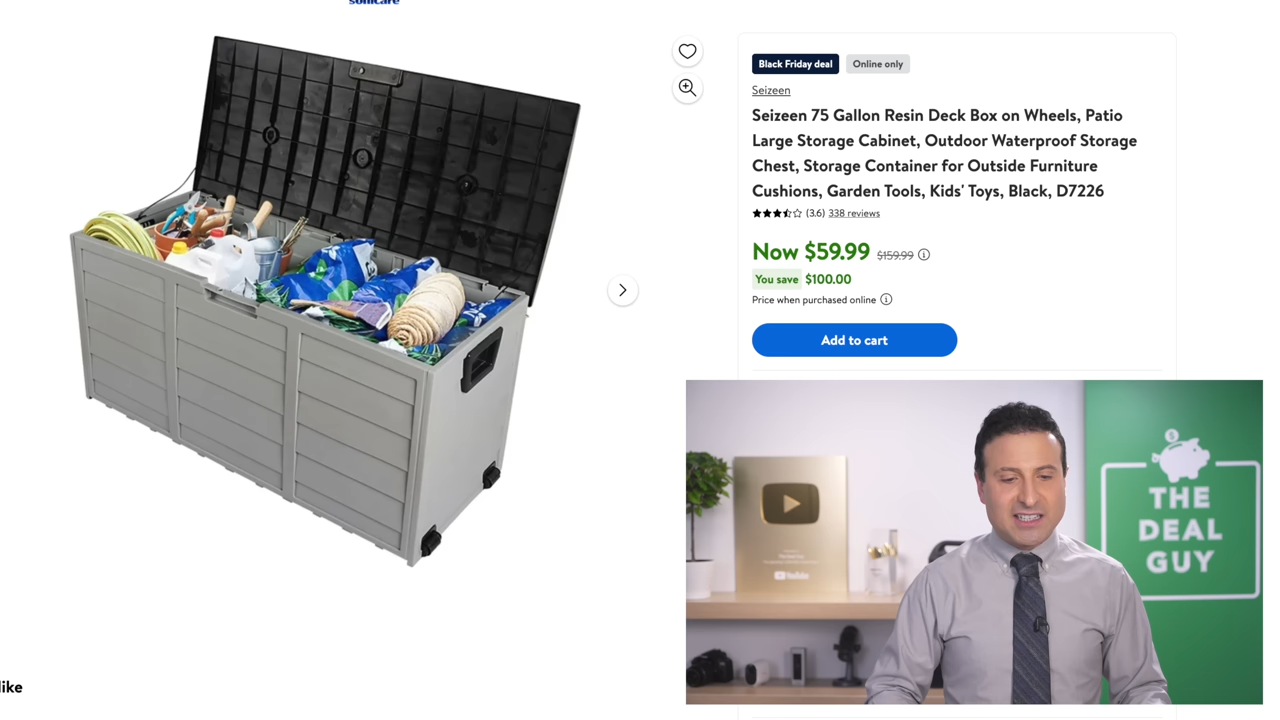 sonicare
Black Friday deal
Online only
Seizeen
Seizeen 75 Gallon Resin Deck Box on Wheels, Patio
Large Storage Cabinet, Outdoor Waterproof Storage
Chest, Storage Container for Outside Furniture
Cushions, Garden Tools, Kids' Toys, Black, D7226
(3.6) 338 reviews
Now $59.99 $159.99
You save $100.00
Price when purchased online
Add to cart
THE
DEAL
GUY
YouTube
like